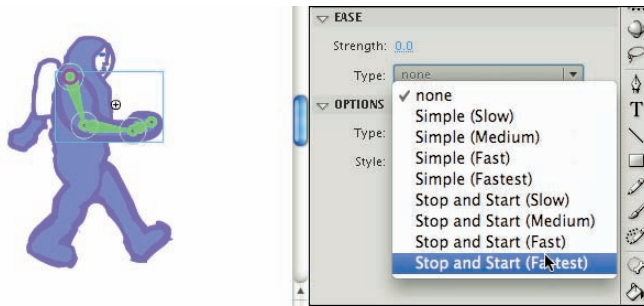 EASE
Strength: 0.0
Type: none
✓ none
Simple (Slow)
Simple (Medium)
Simple (Fast)
Simple (Fastest)
OPTIONS
Type:
Style:
Stop and Start (Slow)
Stop and Start (Medium)
Stop and Start (Fast)
Stop and Start (Fastest)
T